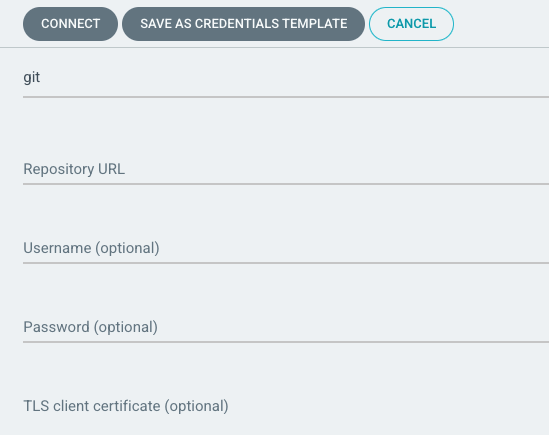 CONNECT SAVE AS CREDENTIALS TEMPLATE CANCEL
git
Repository URL
Username (optional)
Password (optional)
TLS client certificate (optional)